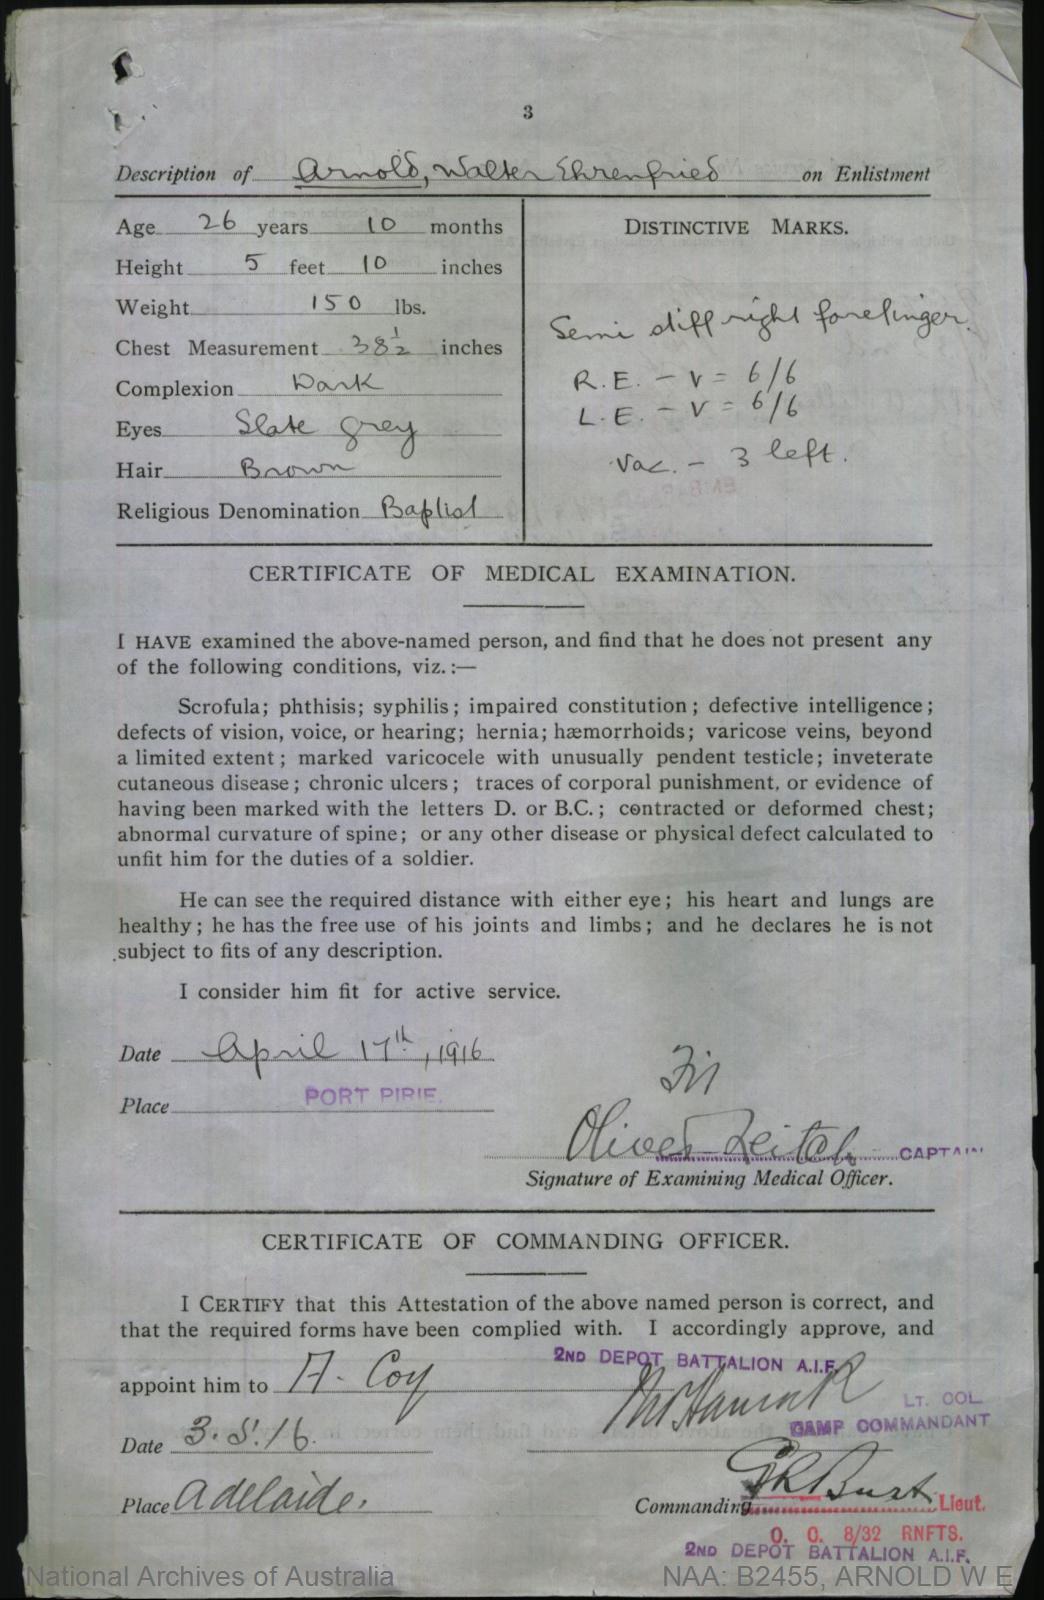 3
Description of Arnold, Walter Ehrenfried on Enlistment
Age 26 years 10 months
Height 5 feet 10 inches
Weight 150 lbs.
Chest Measurement 38½ inches
Complexion Dark
Eyes Slate grey
Hair Brown
Religious Denomination Baptist
DISTINCTIVE MARKS.
Semi stiff right forefinger.
R.E. - V = 6/6
L.E. - V = 6/6
Vac. - 3 left.
CERTIFICATE OF MEDICAL EXAMINATION.
I HAVE examined the above-named person, and find that he does not present any
of the following conditions, viz.:—
Scrofula; phthisis; syphilis; impaired constitution; defective intelligence;
defects of vision, voice, or hearing; hernia; hæmorrhoids; varicose veins, beyond
a limited extent; marked varicocele with unusually pendent testicle; inveterate
cutaneous disease; chronic ulcers; traces of corporal punishment, or evidence of
having been marked with the letters D. or B.C.; contracted or deformed chest;
abnormal curvature of spine; or any other disease or physical defect calculated to
unfit him for the duties of a soldier.
He can see the required distance with either eye; his heart and lungs are
healthy; he has the free use of his joints and limbs; and he declares he is not
subject to fits of any description.
I consider him fit for active service.
Date April 17th, 1916
Place PORT PIRIE.
Fit
Oliver Leitch CAPTAIN
Signature of Examining Medical Officer.
CERTIFICATE OF COMMANDING OFFICER.
I CERTIFY that this Attestation of the above named person is correct, and
that the required forms have been complied with. I accordingly approve, and
2ND DEPOT BATTALION A.I.F.
appoint him to A. Coy
LT. COL.
CAMP COMMANDANT
Date 3.5.16.
Place Adelaide.
Commanding Burt Lieut.
O. C. 8/32 RNFTS.
2ND DEPOT BATTALION A.I.F.
National Archives of Australia
NAA: B2455, ARNOLD W E